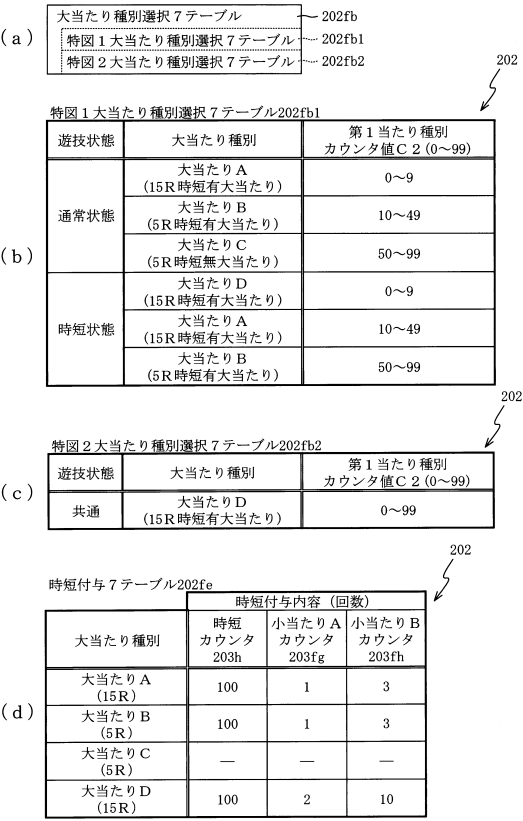 (a)
大当たり種別選択７テーブル 202fb
特図１大当たり種別選択７テーブル 202fb1
特図２大当たり種別選択７テーブル 202fb2
202
(b)
特図１大当たり種別選択７テーブル202fb1
遊技状態 大当たり種別 第１当たり種別
カウンタ値Ｃ２(0～99)
通常状態
大当たりＡ
(15Ｒ時短有大当たり) 0～9
大当たりＢ
(5Ｒ時短有大当たり) 10～49
大当たりＣ
(5Ｒ時短無大当たり) 50～99
時短状態
大当たりＤ
(15Ｒ時短有大当たり) 0～9
大当たりＡ
(15Ｒ時短有大当たり) 10～49
大当たりＢ
(5Ｒ時短有大当たり) 50～99
202
(c)
特図２大当たり種別選択７テーブル202fb2
遊技状態 大当たり種別 第１当たり種別
カウンタ値Ｃ２(0～99)
共通
大当たりＤ
(15Ｒ時短有大当たり) 0～99
202
(d)
時短付与７テーブル202fe
大当たり種別
時短付与内容（回数）
時短
カウンタ
203h
小当たりＡ
カウンタ
203fg
小当たりＢ
カウンタ
203fh
大当たりＡ
(15Ｒ) 100 1 3
大当たりＢ
(5Ｒ) 100 1 3
大当たりＣ
(5Ｒ) ― ― ―
大当たりＤ
(15Ｒ) 100 2 10